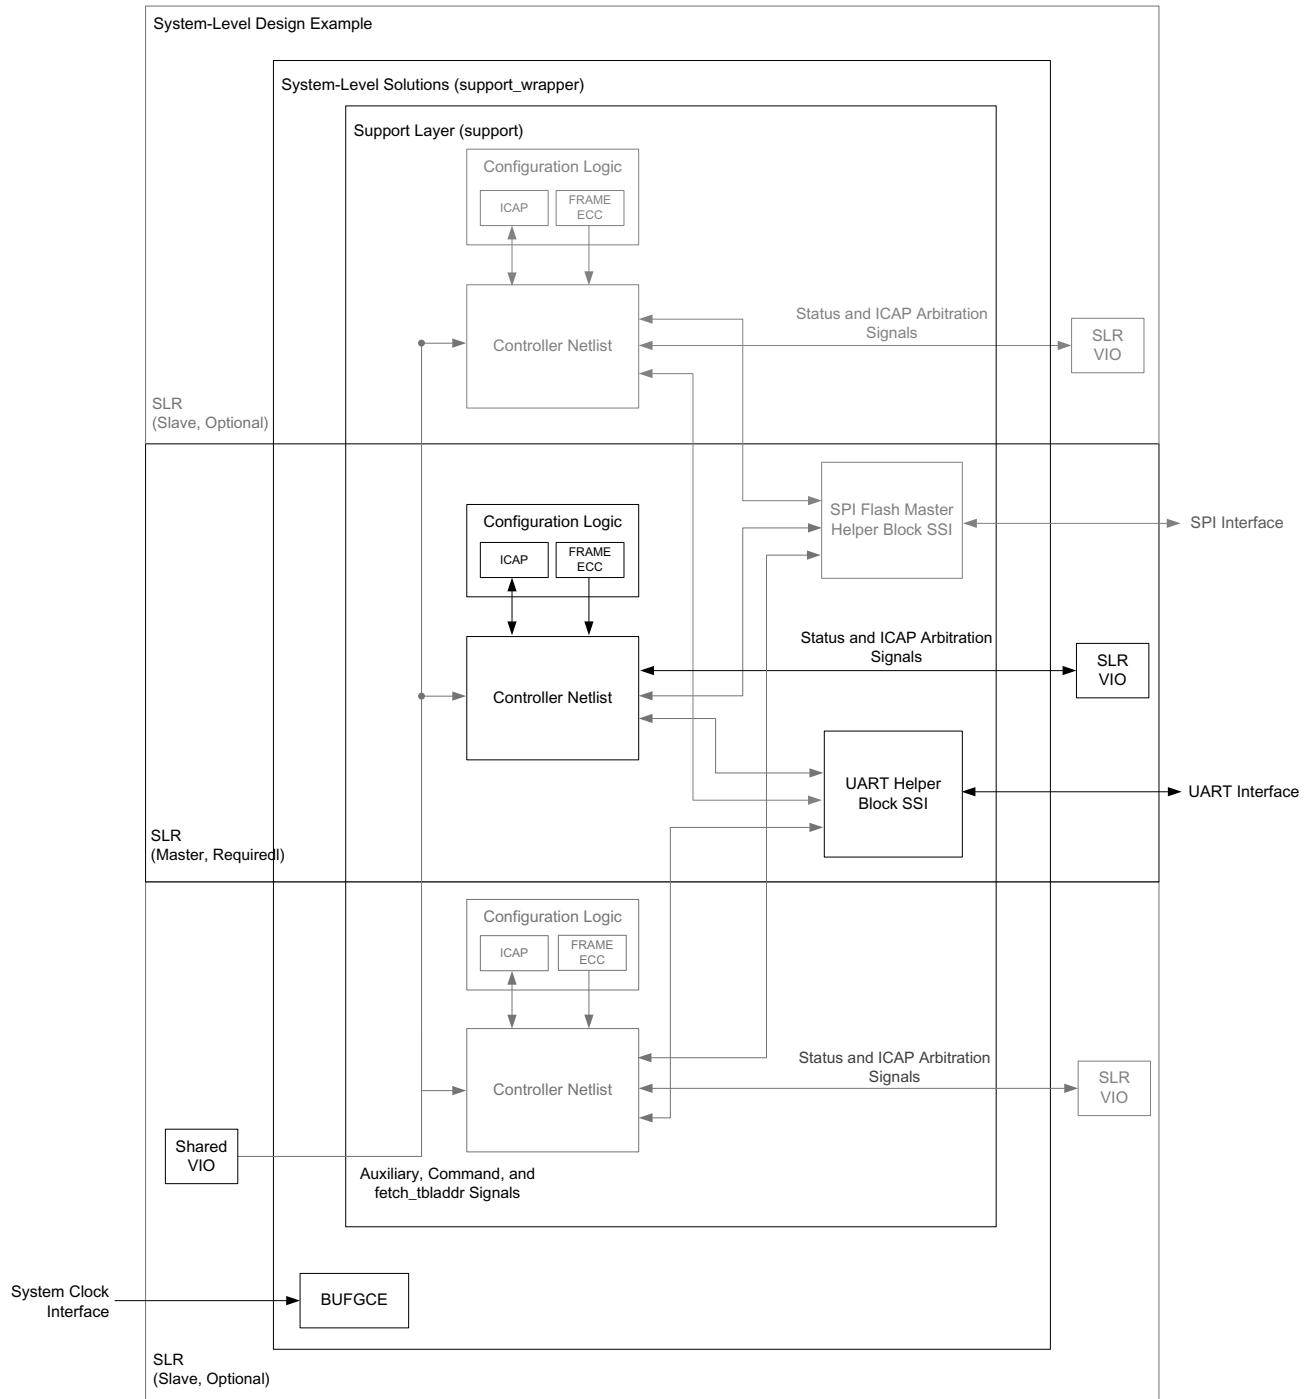 System-Level Design Example
System-Level Solutions (support_wrapper)
Support Layer (support)
Configuration Logic
ICAP
FRAME
ECC
Controller Netlist
Status and ICAP Arbitration
Signals
SLR
VIO
SLR
(Slave, Optional)
Configuration Logic
ICAP
FRAME
ECC
SPI Flash Master
Helper Block SSI
SPI Interface
Controller Netlist
Status and ICAP Arbitration
Signals
SLR
VIO
UART Helper
Block SSI
UART Interface
SLR
(Master, Requiredl)
Configuration Logic
ICAP
FRAME
ECC
Controller Netlist
Status and ICAP Arbitration
Signals
SLR
VIO
Shared
VIO
Auxiliary, Command, and
fetch_tbladdr Signals
System Clock
Interface
BUFGCE
SLR
(Slave, Optional)